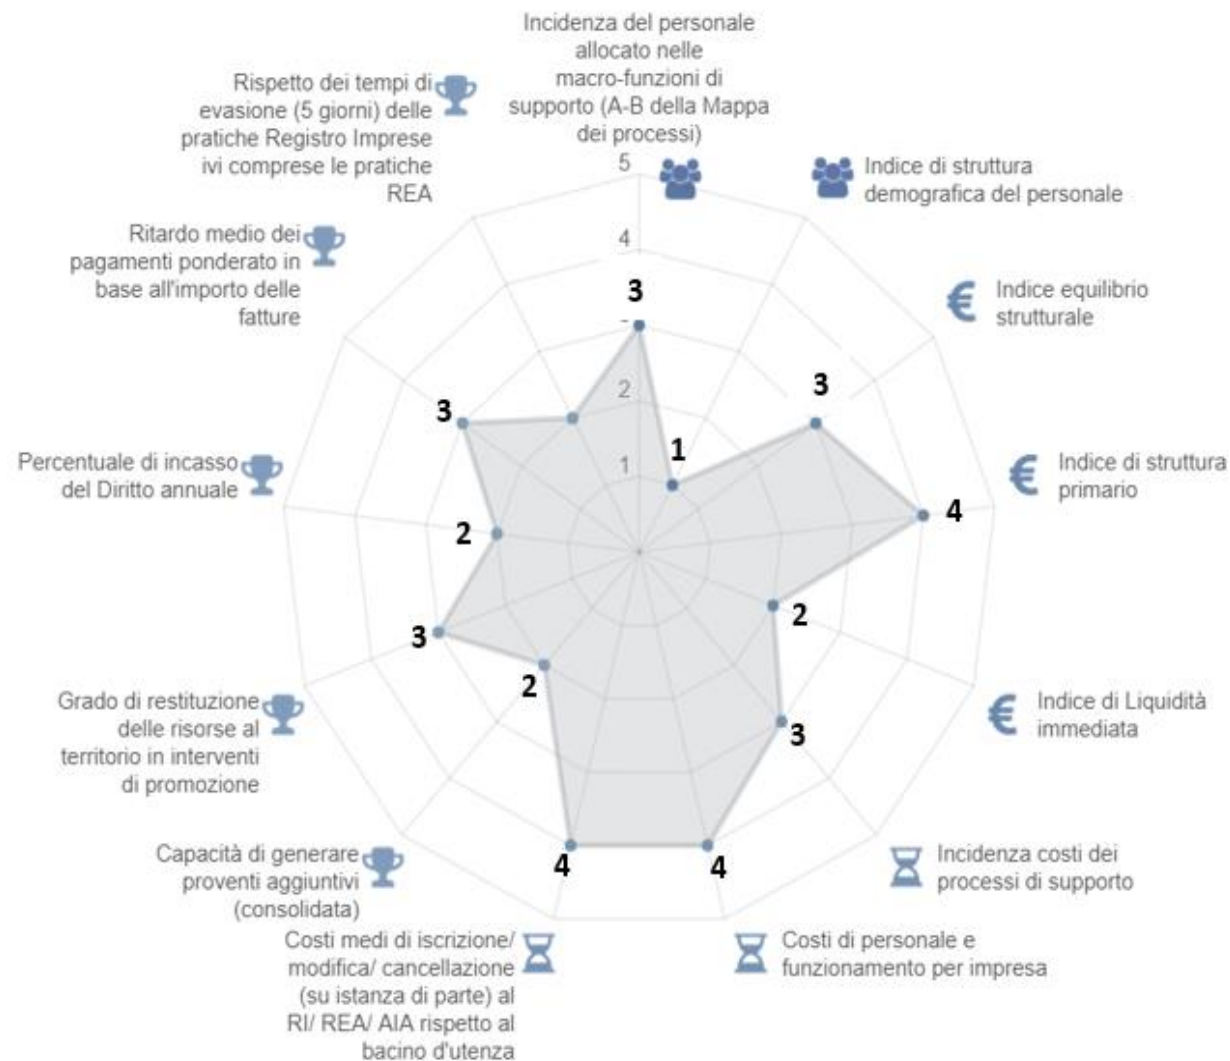 Incidenza del personale
allocato nelle
macro-funzioni di
supporto (A-B della Mappa
dei processi)
Indice di struttura
demografica del personale
Indice equilibrio
strutturale
Indice di struttura
primario
Indice di Liquidità
immediata
Incidenza costi dei
processi di supporto
Costi di personale e
funzionamento per impresa
Costi medi di iscrizione/
modifica/ cancellazione
(su istanza di parte) al
RI/ REA/ AIA rispetto al
bacino d'utenza
Capacità di generare
proventi aggiuntivi
(consolidata)
Grado di restituzione
delle risorse al
territorio in interventi
di promozione
Percentuale di incasso
del Diritto annuale
Ritardo medio dei
pagamenti ponderato in
base all'importo delle
fatture
Rispetto dei tempi di
evasione (5 giorni) delle
pratiche Registro Imprese
ivi comprese le pratiche
REA
5
4
2
1
3
1
3
4
2
3
4
4
2
3
2
3